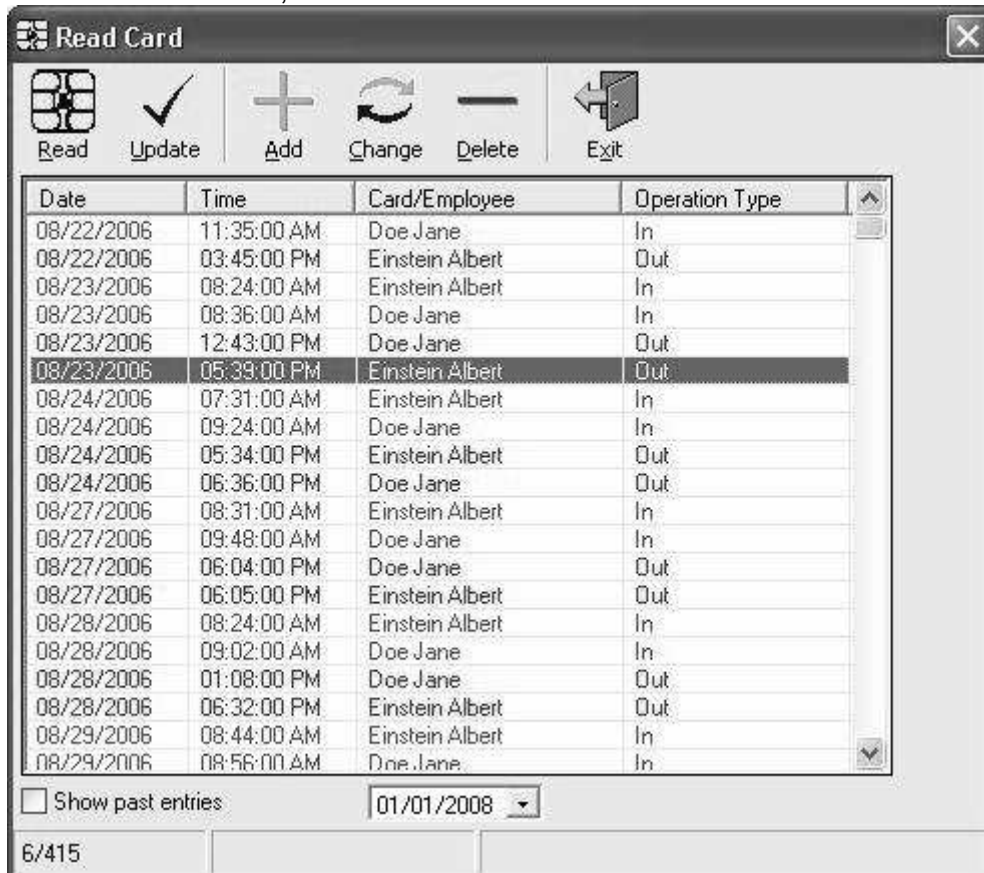 Read Card
Read Update Add Change Delete Exit
Date Time Card/Employee Operation Type
08/22/2006 11:35:00 AM Doe Jane In
08/22/2006 03:45:00 PM Einstein Albert Out
08/23/2006 08:24:00 AM Einstein Albert In
08/23/2006 08:36:00 AM Doe Jane In
08/23/2006 12:43:00 PM Doe Jane Out
08/23/2006 05:39:00 PM Einstein Albert Out
08/24/2006 07:31:00 AM Einstein Albert In
08/24/2006 09:24:00 AM Doe Jane In
08/24/2006 05:34:00 PM Einstein Albert Out
08/24/2006 06:36:00 PM Doe Jane Out
08/27/2006 08:31:00 AM Einstein Albert In
08/27/2006 09:48:00 AM Doe Jane In
08/27/2006 06:04:00 PM Doe Jane Out
08/27/2006 06:05:00 PM Einstein Albert Out
08/28/2006 08:24:00 AM Einstein Albert In
08/28/2006 09:02:00 AM Doe Jane In
08/28/2006 01:08:00 PM Doe Jane Out
08/28/2006 06:32:00 PM Einstein Albert Out
08/29/2006 08:44:00 AM Einstein Albert In
08/29/2006 08:56:00 AM Doe Jane In
Show past entries 01/01/2008
6/415